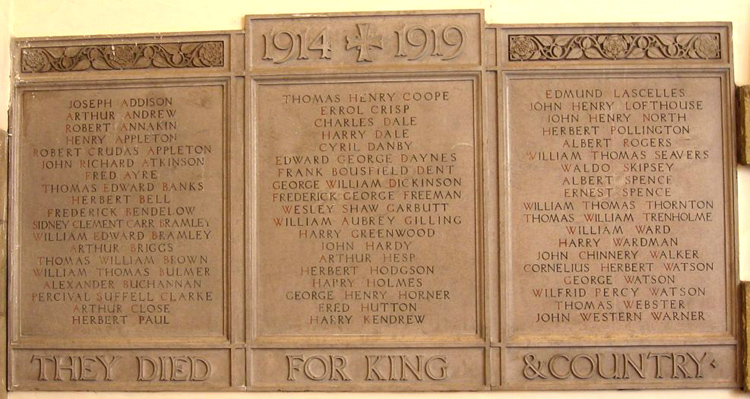 1914 ✠ 1919
JOSEPH ADDISON
ARTHUR ANDREW
ROBERT ANNAKIN
HENRY APPLETON
ROBERT CRUDAS APPLETON
JOHN RICHARD ATKINSON
FRED AYRE
THOMAS EDWARD BANKS
HERBERT BELL
FREDERICK BENDELOW
SIDNEY CLEMENT CARR BRAMLEY
WILLIAM EDWARD BRAMLEY
ARTHUR BRIGGS
THOMAS WILLIAM BROWN
WILLIAM THOMAS BULMER
ALEXANDER BUCHANNAN
PERCIVAL SUFFELL CLARKE
ARTHUR CLOSE
HERBERT PAUL
THOMAS HENRY COOPE
ERROL CRISP
CHARLES DALE
HARRY DALE
CYRIL DANBY
EDWARD GEORGE DAYNES
FRANK BOUSFIELD DENT
GEORGE WILLIAM DICKINSON
FREDERICK GEORGE FREEMAN
WESLEY SHAW GARBUTT
WILLIAM AUBREY GILLING
HARRY GREENWOOD
JOHN HARDY
ARTHUR HESP
HERBERT HODGSON
HARRY HOLMES
GEORGE HENRY HORNER
FRED HUTTON
HARRY KENDREW
EDMUND LASCELLES
JOHN HENRY LOFTHOUSE
JOHN HENRY NORTH
HERBERT POLLINGTON
ALBERT ROGERS
WILLIAM THOMAS SEAVERS
WALDO SKIPSEY
ALBERT SPENCE
ERNEST SPENCE
WILLIAM THOMAS THORNTON
THOMAS WILLIAM TRENHOLME
WILLIAM WARD
HARRY WARDMAN
JOHN CHINNERY WALKER
CORNELIUS HERBERT WATSON
GEORGE WATSON
WILFRID PERCY WATSON
THOMAS WEBSTER
JOHN WESTERN WARNER
THEY DIED FOR KING & COUNTRY·